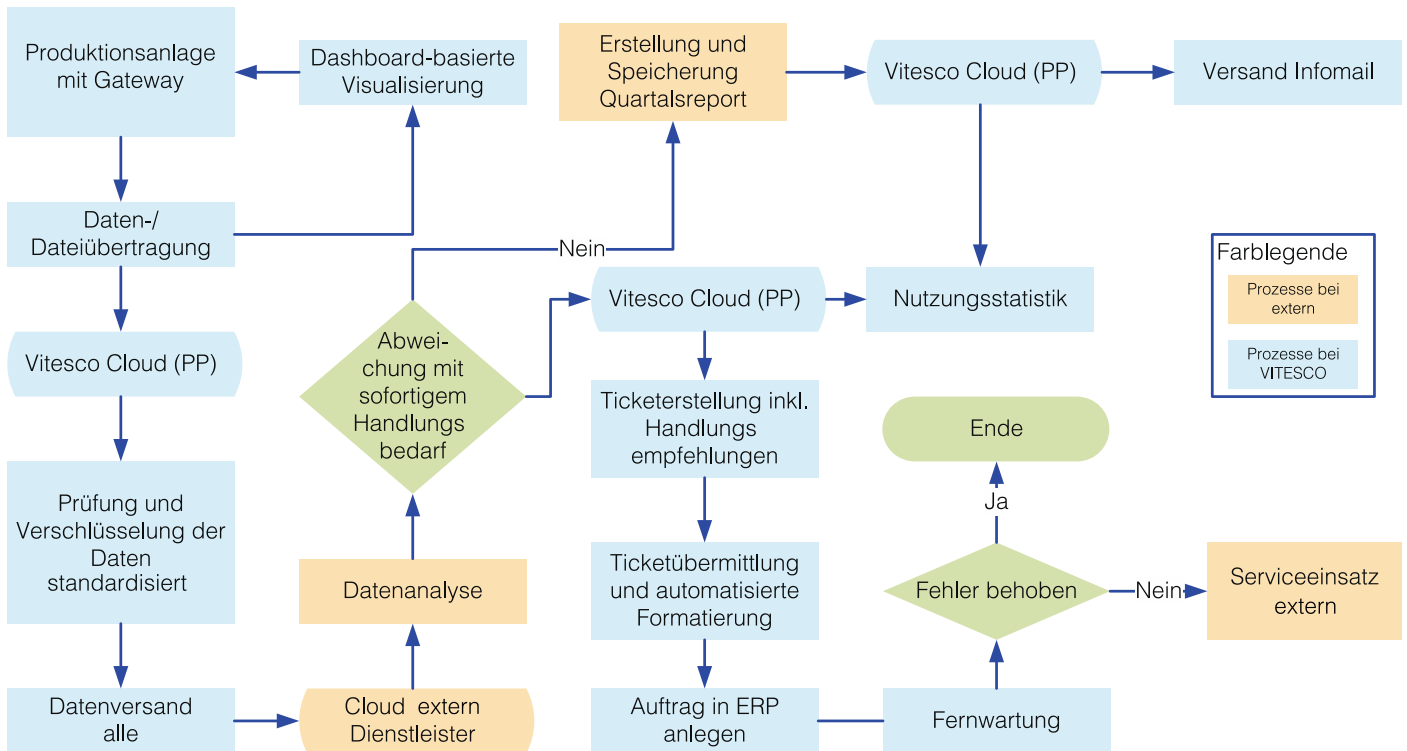 Produktionsanlage
mit Gateway
Dashboard-basierte
Visualisierung
Erstellung und
Speicherung
Quartalsreport
Vitesco Cloud (PP)
Versand Infomail
Daten-/
Dateiübertragung
Nein
Farblegende
Prozesse bei
extern
Prozesse bei
VITESCO
Vitesco Cloud (PP)
Nutzungsstatistik
Vitesco Cloud (PP)
Abwei-
chung mit
sofortigem
Handlungs
bedarf
Ticketerstellung inkl.
Handlungs
empfehlungen
Ende
Ja
Prüfung und
Verschlüsselung der
Daten
standardisiert
Datenanalyse
Ticketübermittlung
und automatisierte
Formatierung
Fehler behoben
Nein
Serviceeinsatz
extern
Datenversand
alle
Cloud extern
Dienstleister
Auftrag in ERP
anlegen
Fernwartung